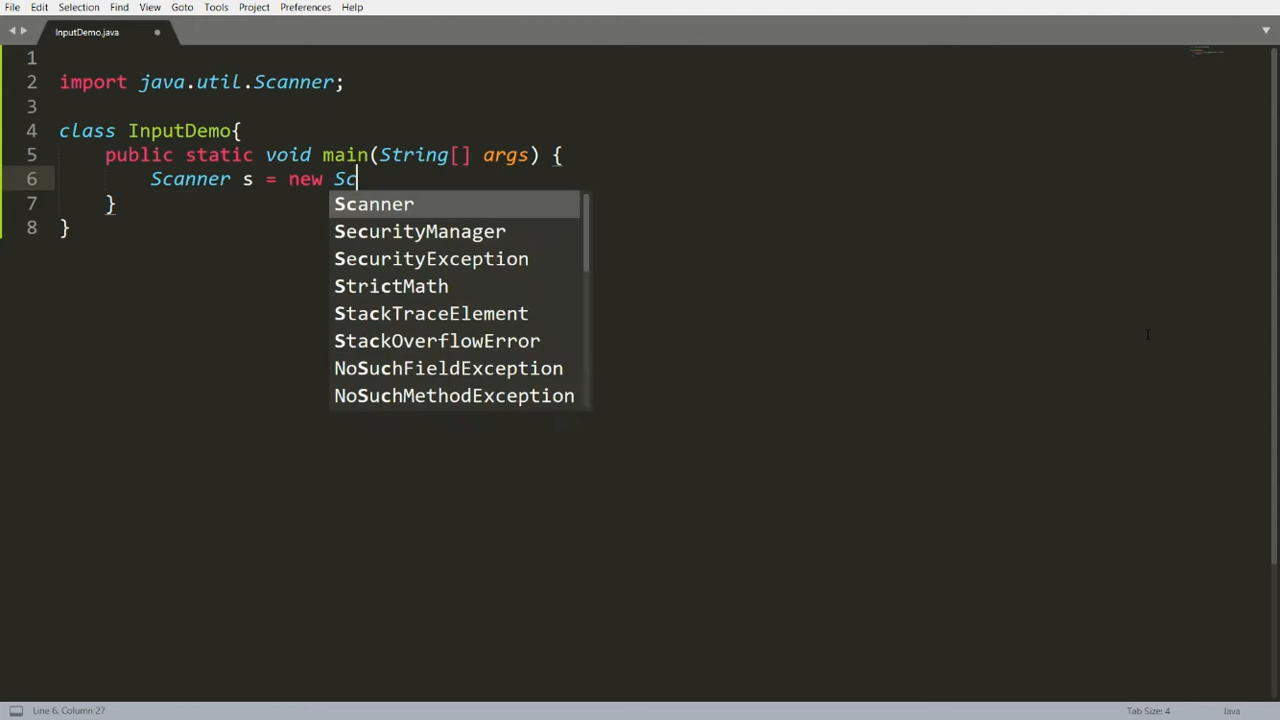 File Edit Selection Find View Goto Tools Project Preferences Help
InputDemo.java
1
2 import java.util.Scanner;
3
4 class InputDemo{
5 public static void main(String[] args) {
6 Scanner s = new Sc
7 }
8 }
Scanner
SecurityManager
SecurityException
StrictMath
StackTraceElement
StackOverflowError
NoSuchFieldException
NoSuchMethodException
Line 6, Column 27 Tab Size: 4 Java